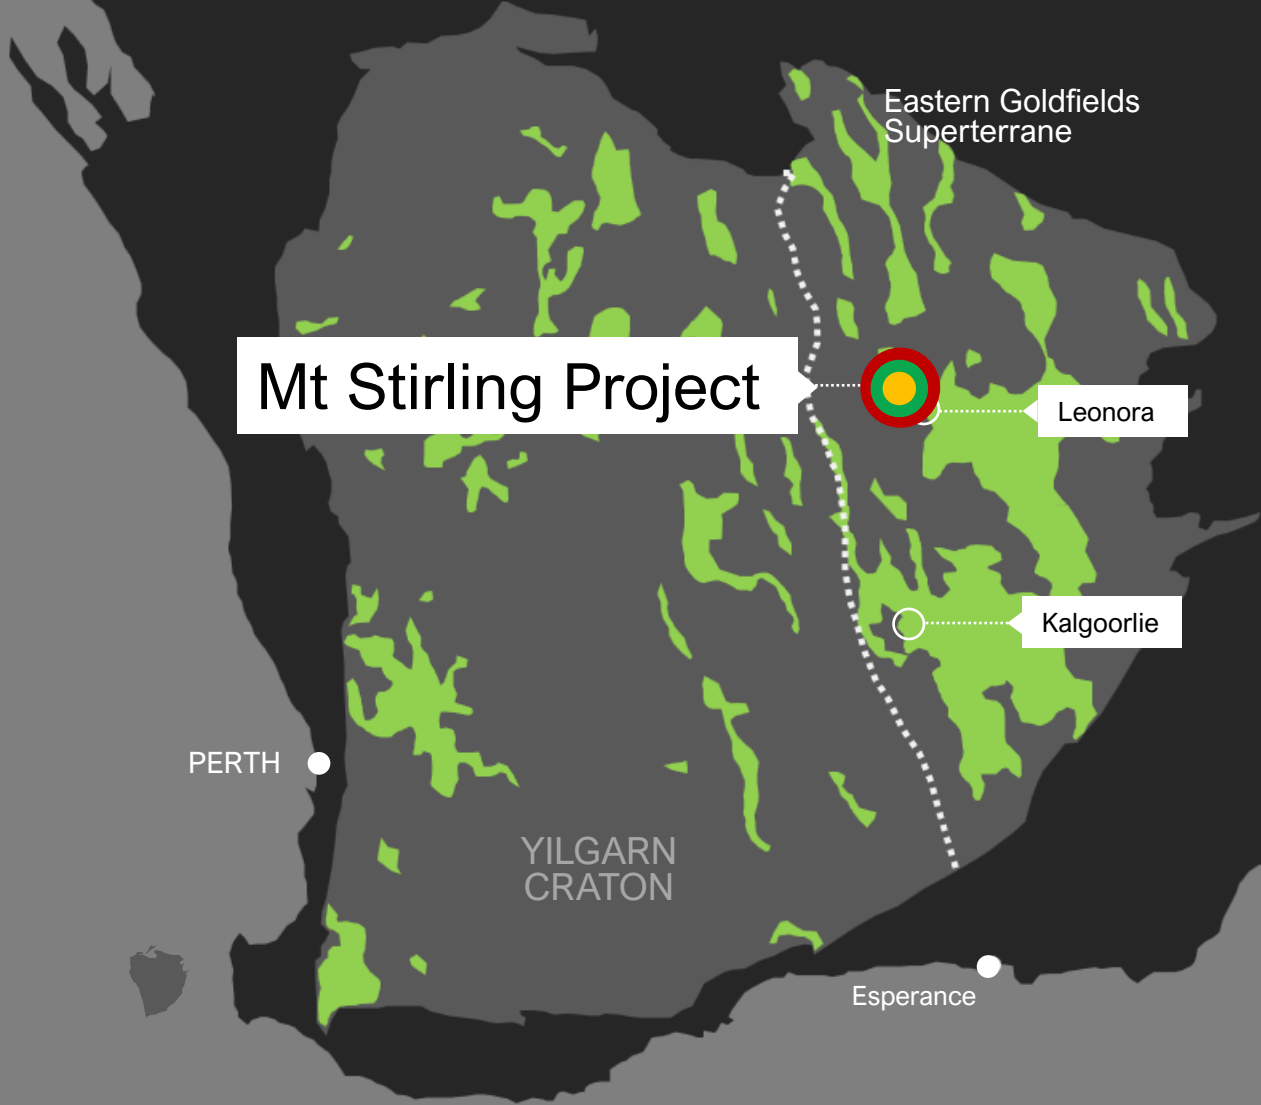 Eastern Goldfields
Superterrane
Mt Stirling Project
Leonora
Kalgoorlie
PERTH
YILGARN
CRATON
Esperance